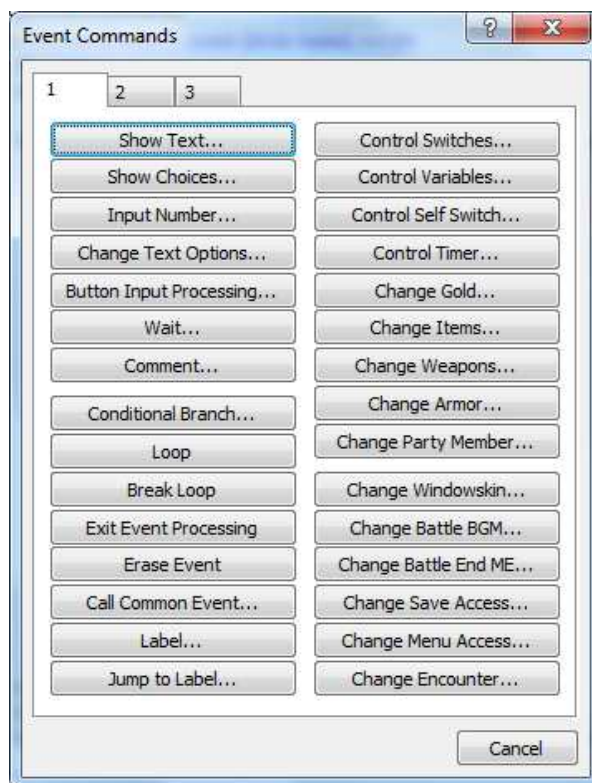 Event Commands
1
2
3
Show Text...
Show Choices...
Input Number...
Change Text Options...
Button Input Processing...
Wait...
Comment...
Conditional Branch...
Loop
Break Loop
Exit Event Processing
Erase Event
Call Common Event...
Label...
Jump to Label...
Control Switches...
Control Variables...
Control Self Switch...
Control Timer...
Change Gold...
Change Items...
Change Weapons...
Change Armor...
Change Party Member...
Change Windowskin...
Change Battle BGM...
Change Battle End ME...
Change Save Access...
Change Menu Access...
Change Encounter...
Cancel